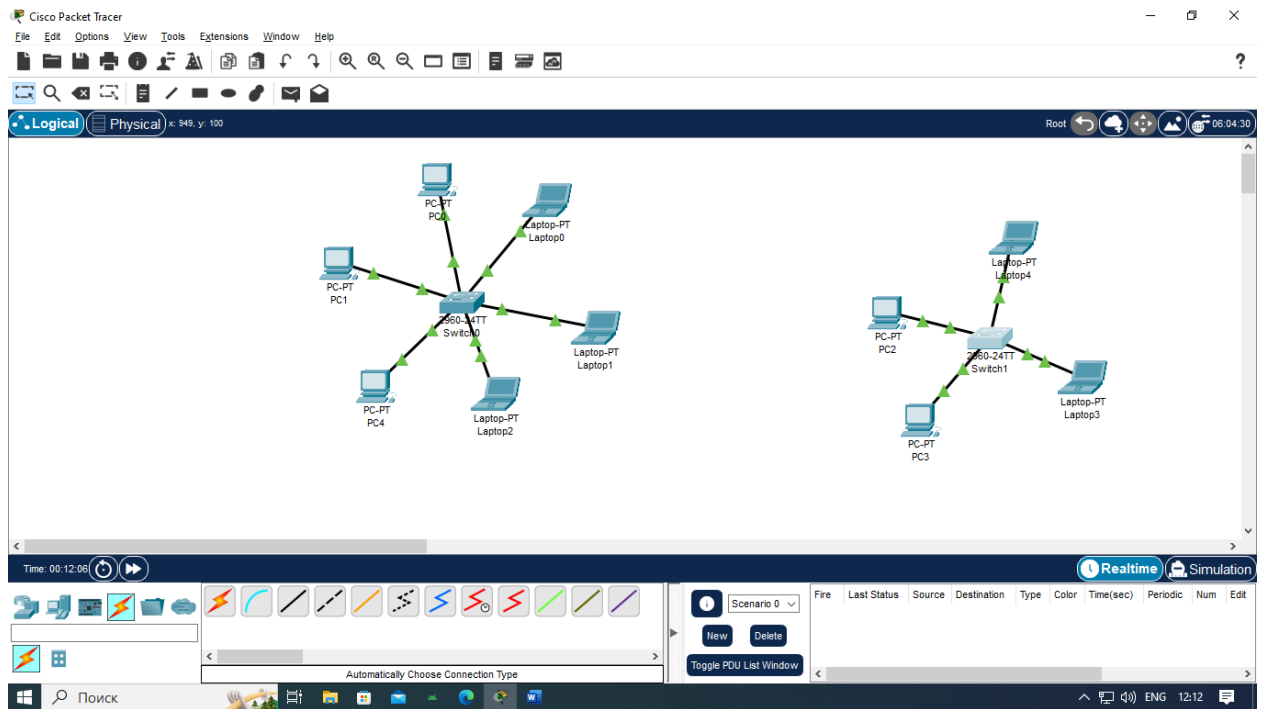 Cisco Packet Tracer
File Edit Options View Tools Extensions Window Help
?
Logical Physical x: 949, y: 100 Root 06:04:30
PC-PT
PC0
Laptop-PT
Laptop0
PC-PT
PC1
2960-24TT
Switch0
Laptop-PT
Laptop1
PC-PT
PC4
Laptop-PT
Laptop2
Laptop-PT
Laptop4
PC-PT
PC2
2960-24TT
Switch1
Laptop-PT
Laptop3
PC-PT
PC3
Time: 00:12:06 Realtime Simulation
Scenario 0
New Delete
Toggle PDU List Window
Fire Last Status Source Destination Type Color Time(sec) Periodic Num Edit
Automatically Choose Connection Type
Поиск ENG 12:12